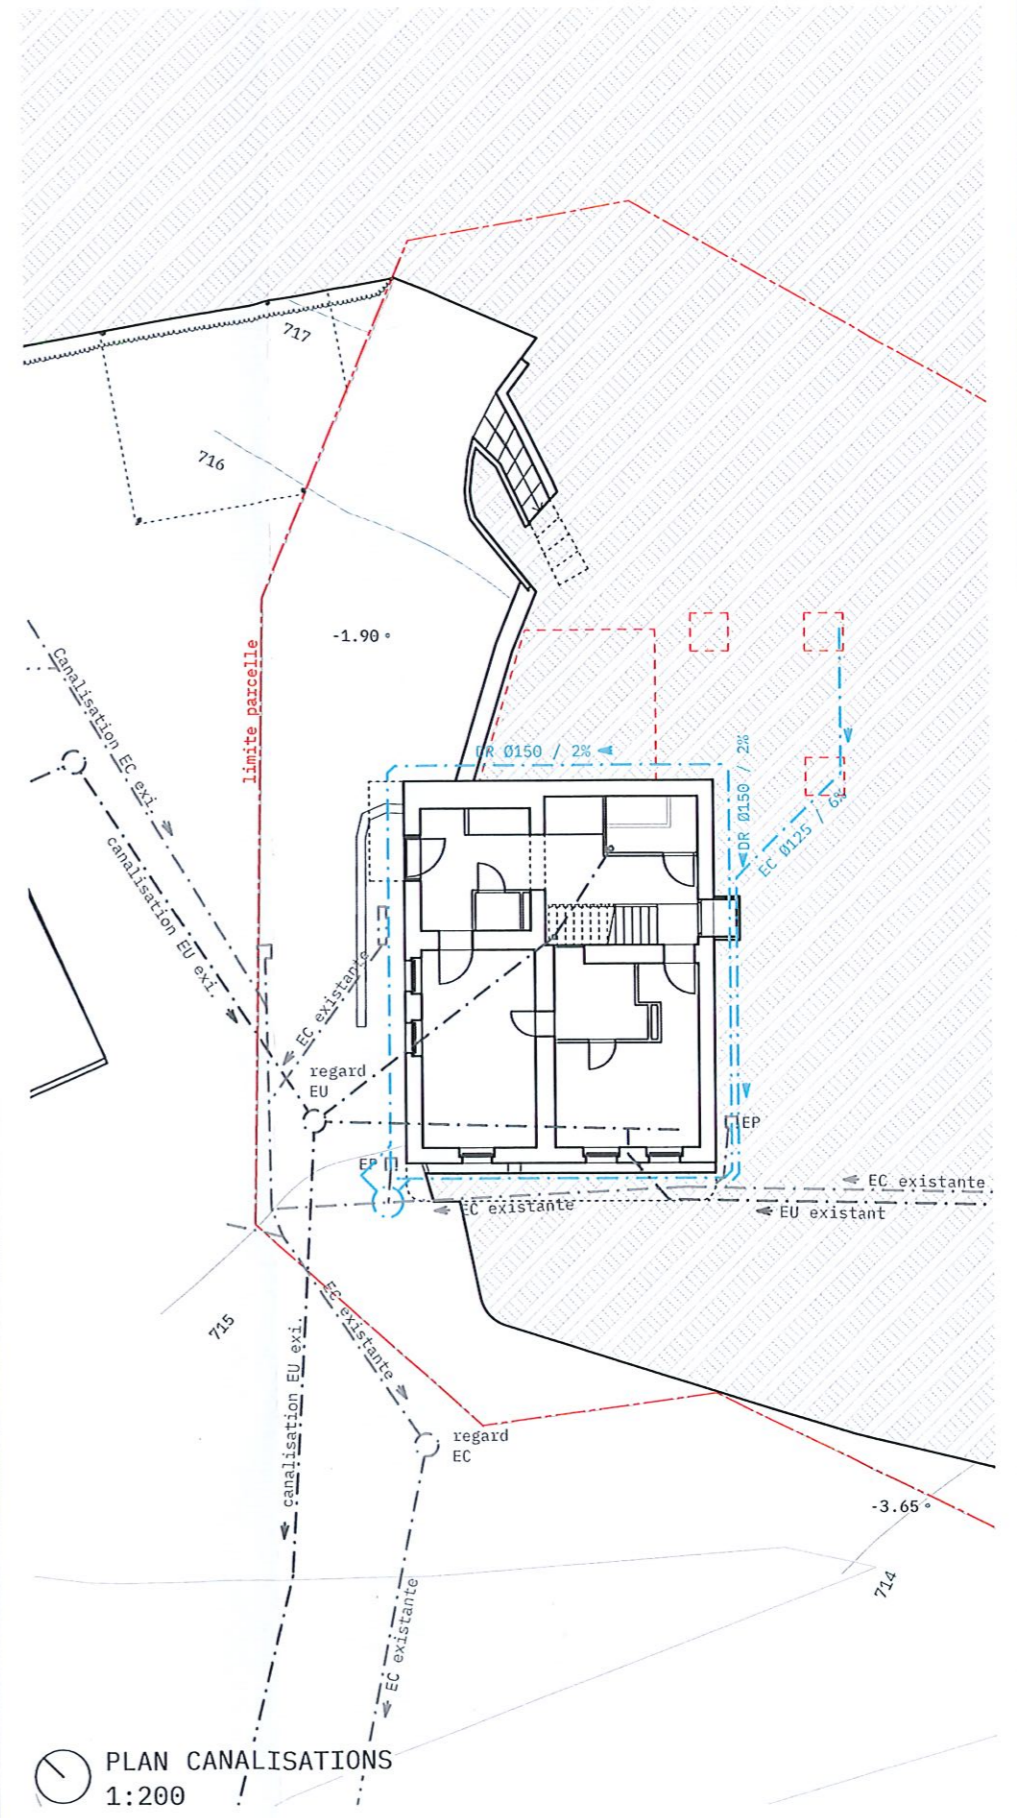 717
716
-1.90
limite parcelle
Canalisation EC exi.
canalisation EU exi.
DR Ø150 / 2%
DR Ø150 / 2%
EC Ø125 / 6%
EC existante
regard
EU
EP
EP
EC existante
EC existante
EU existant
715
EC existante
canalisation EU exi.
regard
EC
-3.65
714
EC existante
PLAN CANALISATIONS
1:200